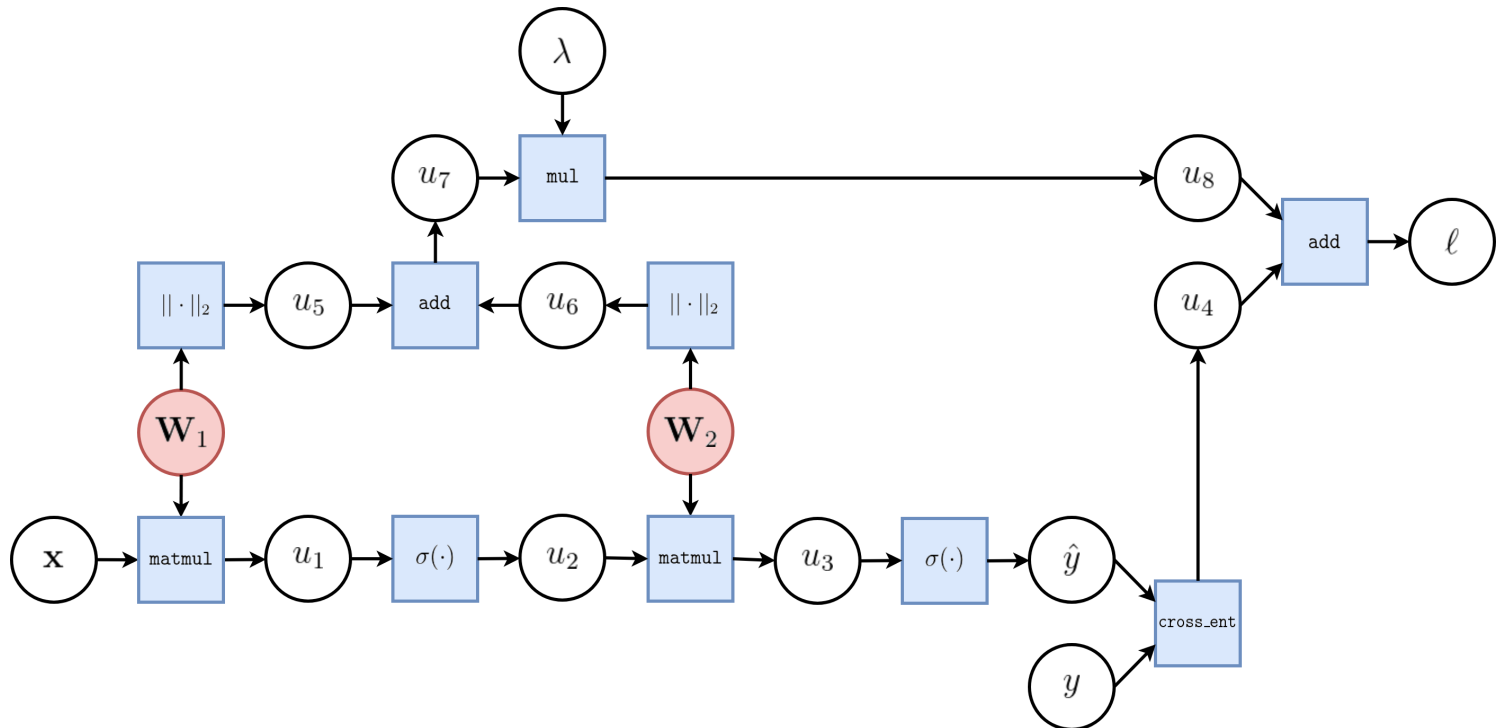 λ
u₇
mul
u₈
add
ℓ
|| · ||₂
u₅
add
u₆
|| · ||₂
u₄
W₁
W₂
x
matmul
u₁
σ(·)
u₂
matmul
u₃
σ(·)
ŷ
cross_ent
y